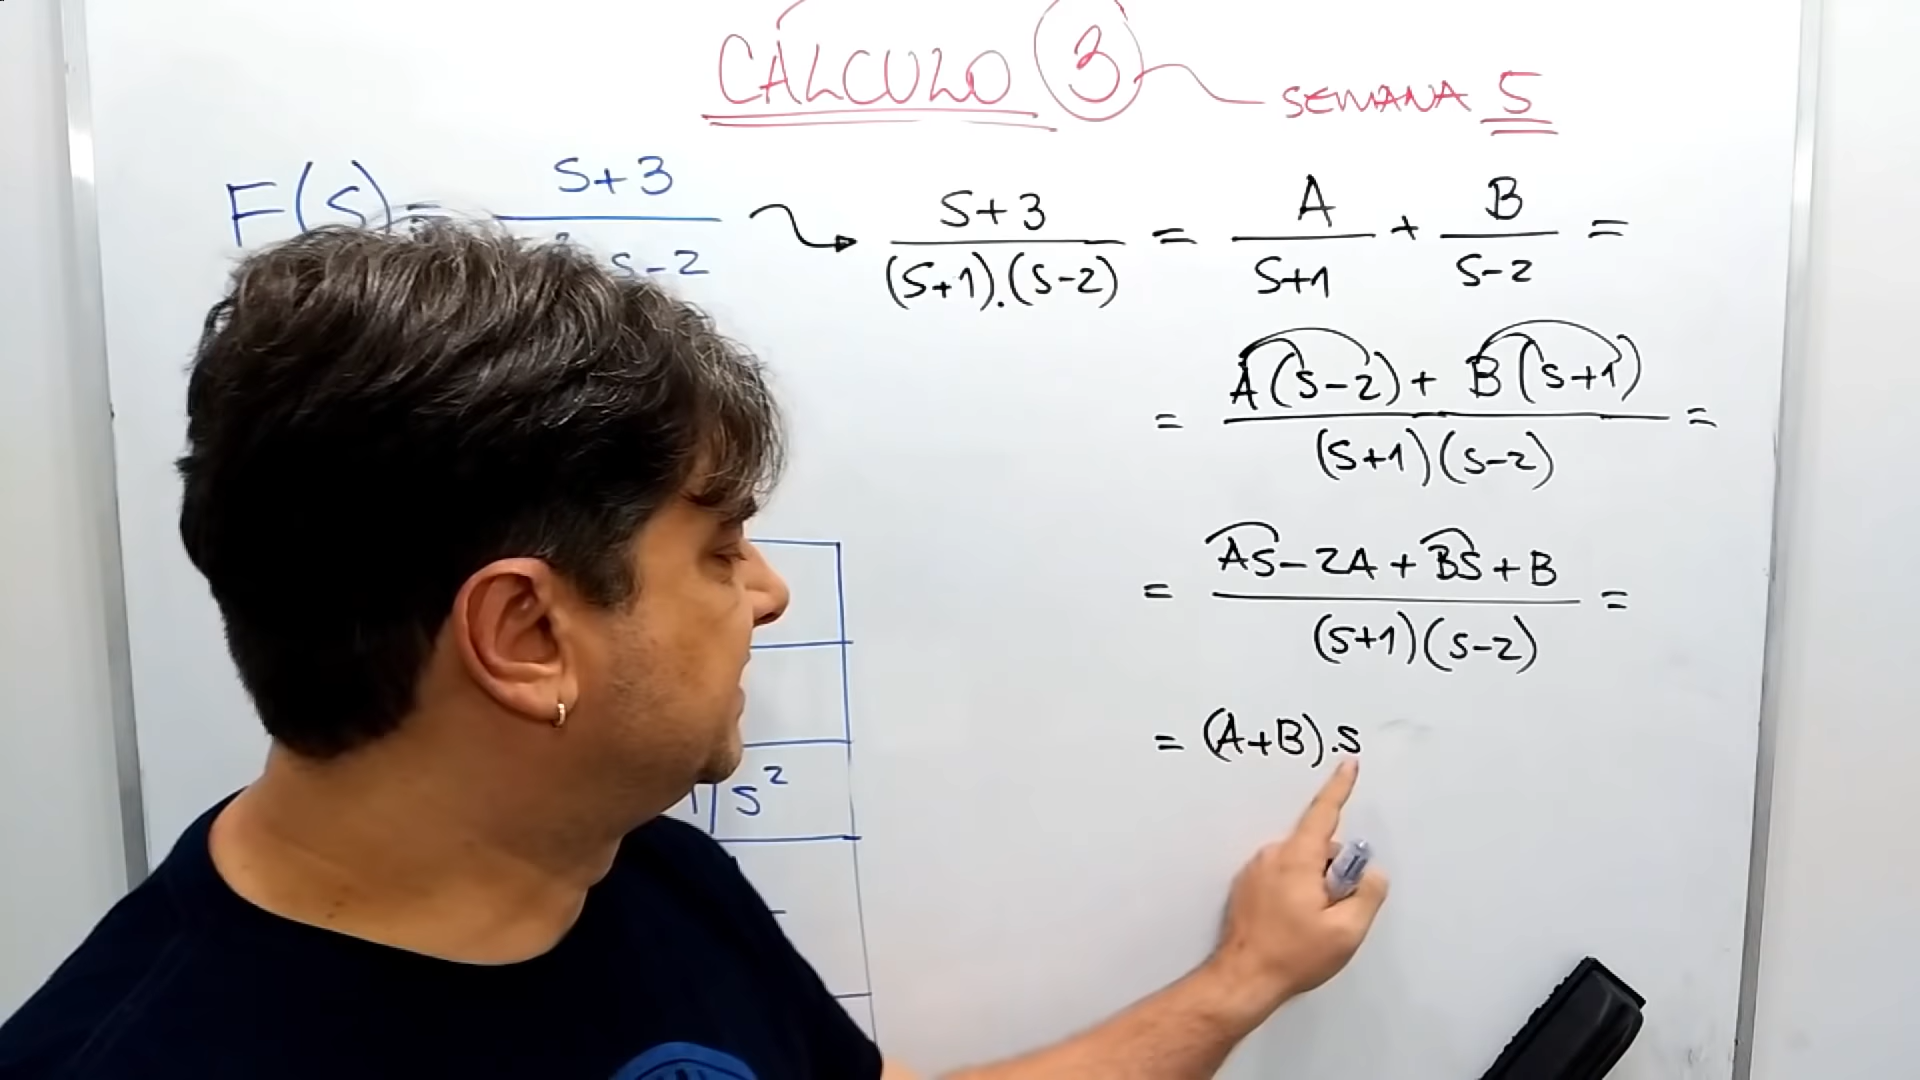 CÁLCULO 3 SEMANA 5
F(s) = s+3 / s-2
s+3 / (s+1).(s-2) = A / s+1 + B / s-2 =
= A(s-2) + B(s+1) / (s+1)(s-2) =
= As-2A+Bs+B / (s+1)(s-2) =
= (A+B).s
1/s²